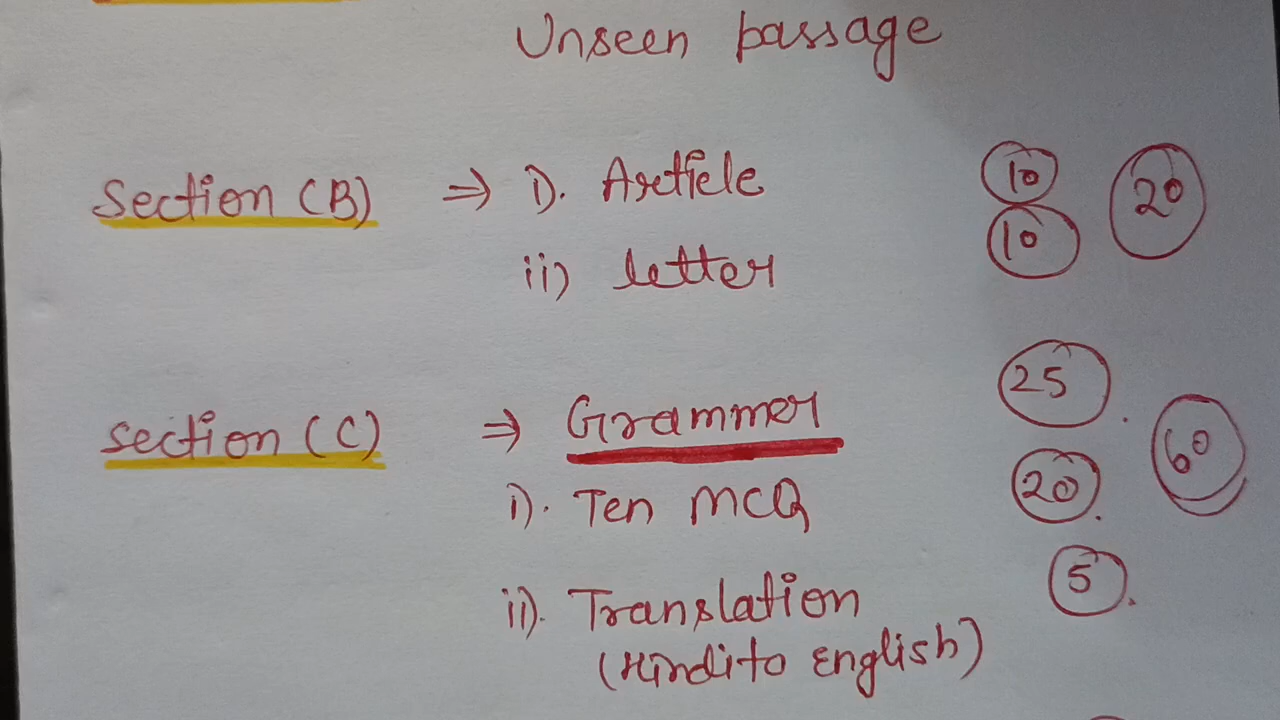 Unseen passage
Section (B) ⇒ i). Article 10 20
ii) letter 10
Section (C) ⇒ Grammer 25 60
i). Ten MCQ 20
ii). Translation 5
(Hindi to English)